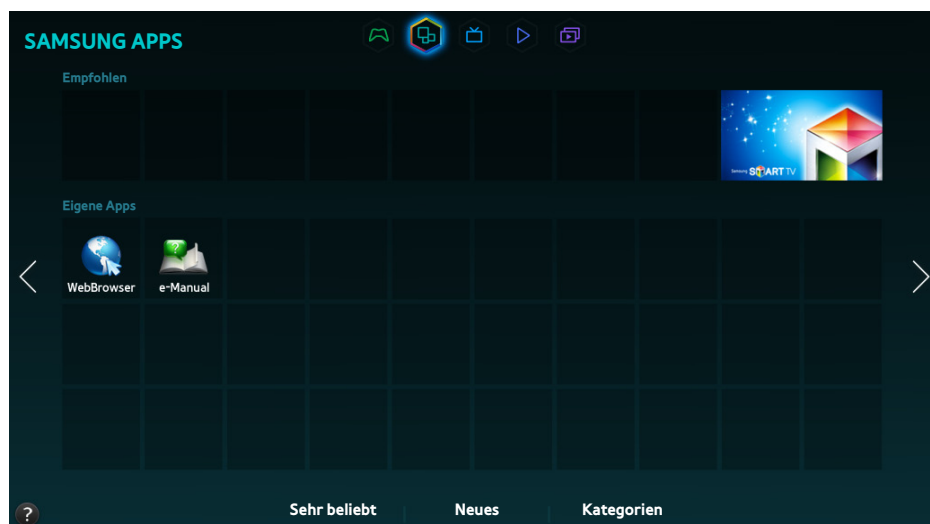 SAMSUNG APPS
Empfohlen
Samsung SMART TV
Eigene Apps
?
WebBrowser
e-Manual
?
Sehr beliebt
Neues
Kategorien